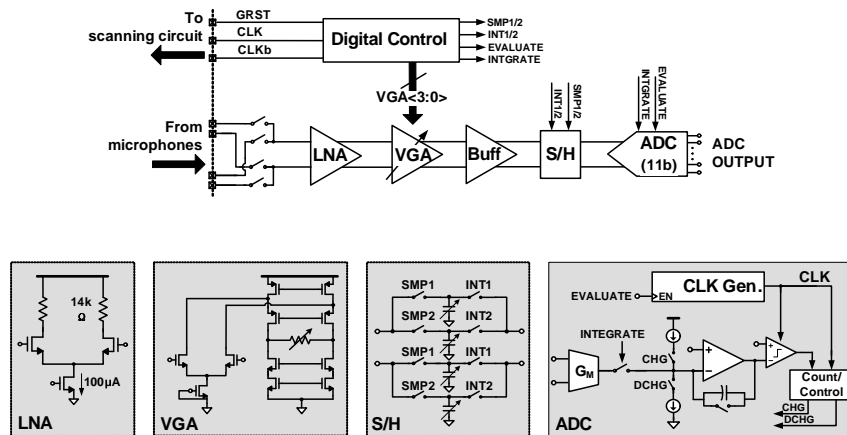 To
scanning circuit
GRST
CLK
CLKb
Digital Control
SMP1/2
INT1/2
EVALUATE
INTGRATE
VGA<3:0>
From
microphones
LNA
VGA
Buff
INT1/2
SMP1/2
S/H
INTGRATE
EVALUATE
ADC
(11b)
ADC
OUTPUT
14k
Ω
100µA
LNA
VGA
SMP1 INT1
SMP2 INT2
SMP1 INT1
SMP2 INT2
S/H
CLK Gen.
CLK
EVALUATE
EN
INTEGRATE
GM
CHG
DCHG
Count/
Control
CHG
DCHG
ADC